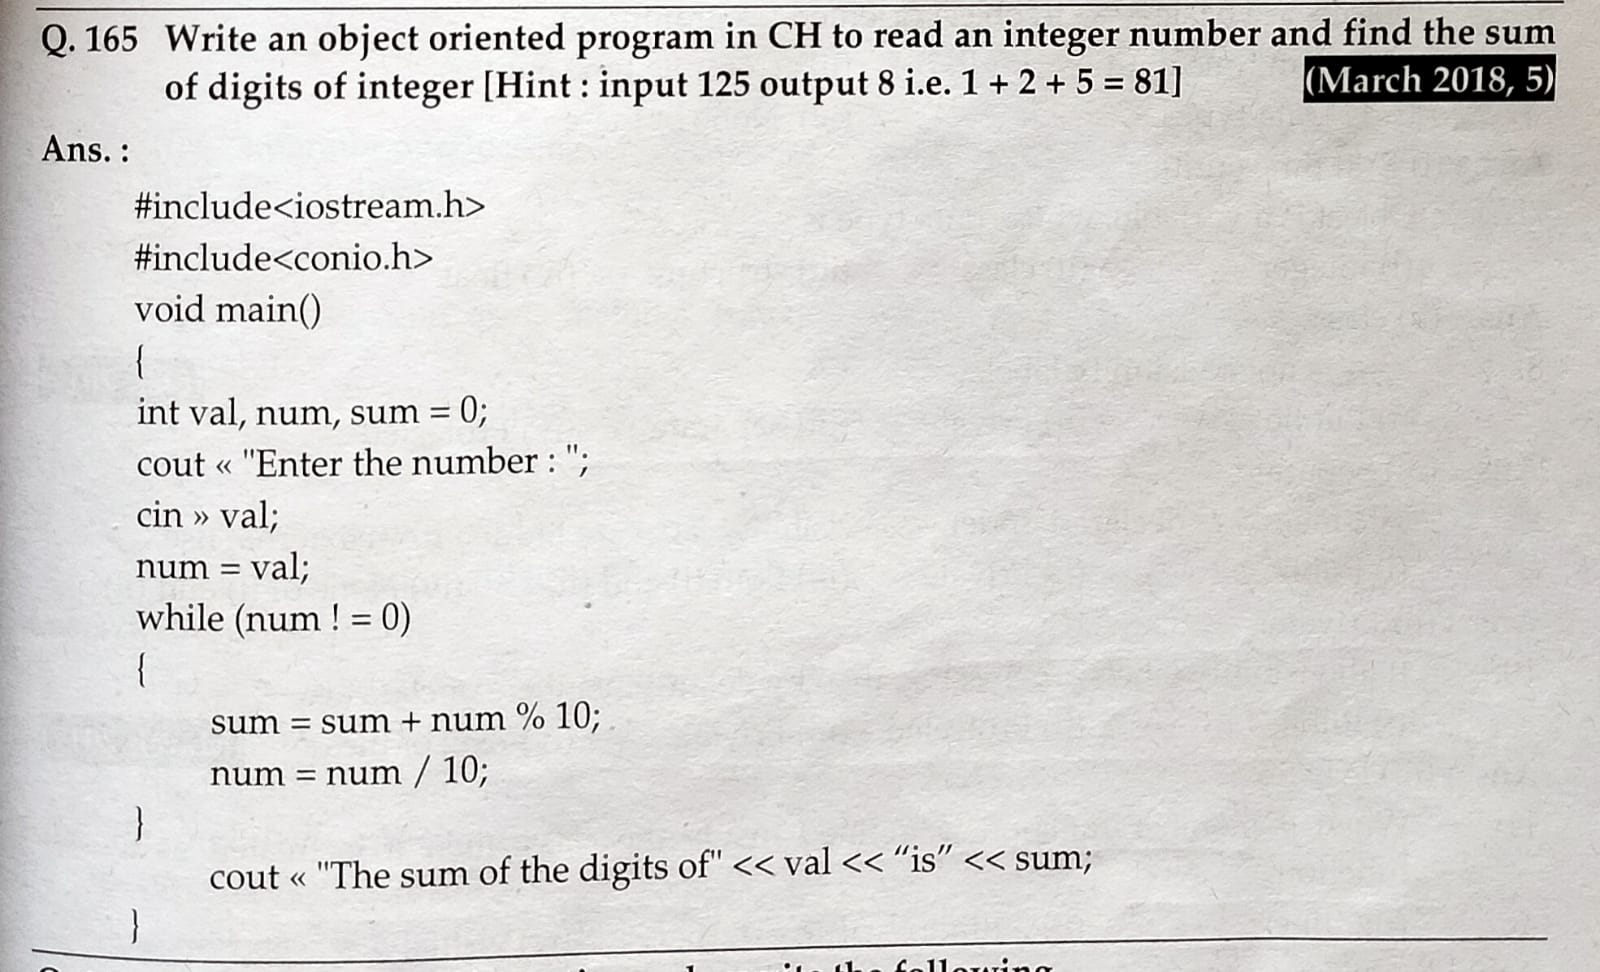 Q. 165 Write an object oriented program in CH to read an integer number and find the sum
of digits of integer [Hint : input 125 output 8 i.e. 1 + 2 + 5 = 81] (March 2018, 5)
Ans. :
#include<iostream.h>
#include<conio.h>
void main()
{
int val, num, sum = 0;
cout « "Enter the number : ";
cin » val;
num = val;
while (num ! = 0)
{
sum = sum + num % 10;
num = num / 10;
}
cout « "The sum of the digits of" << val << “is” << sum;
}
the following